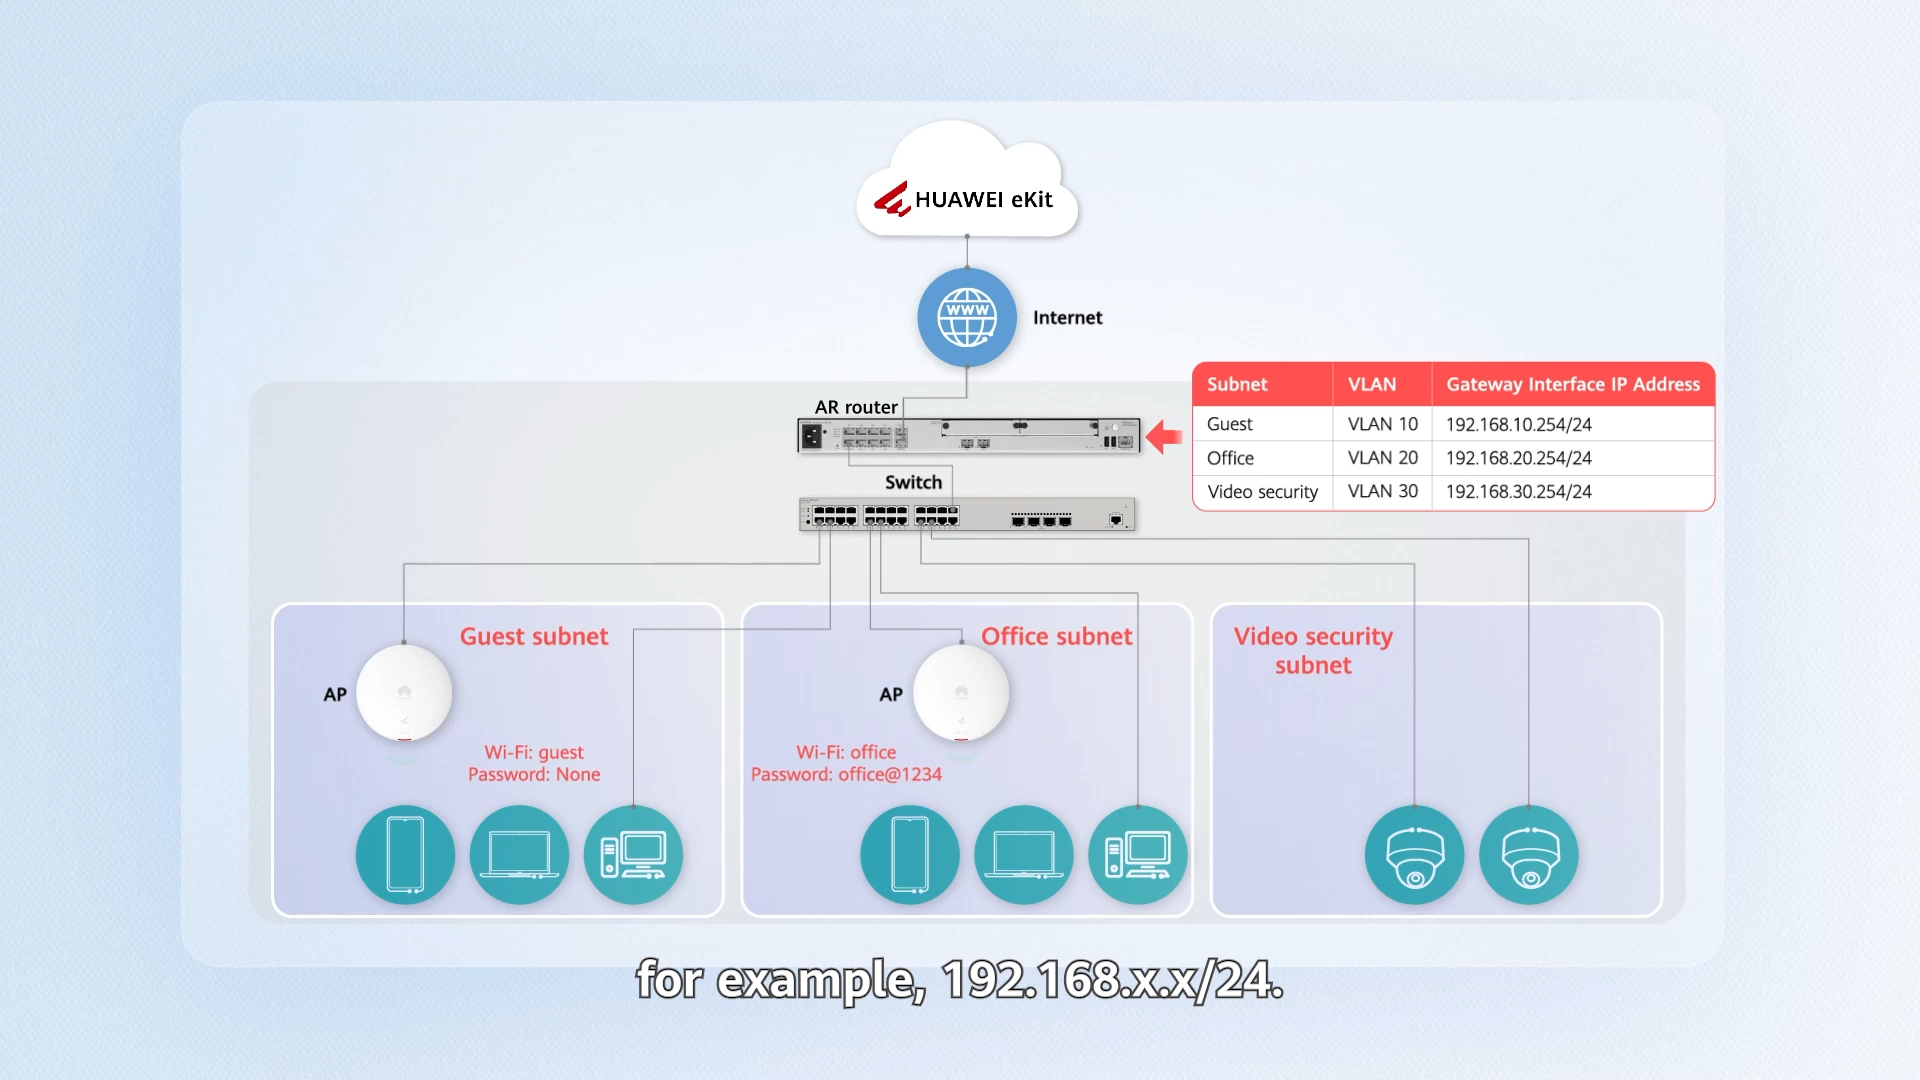 HUAWEI eKit
WWW
Internet
AR router
Subnet VLAN Gateway Interface IP Address
Guest VLAN 10 192.168.10.254/24
Office VLAN 20 192.168.20.254/24
Video security VLAN 30 192.168.30.254/24
Switch
Guest subnet
AP
Wi-Fi: guest
Password: None
Office subnet
AP
Wi-Fi: office
Password: office@1234
Video security
subnet
for example, 192.168.x.x/24.